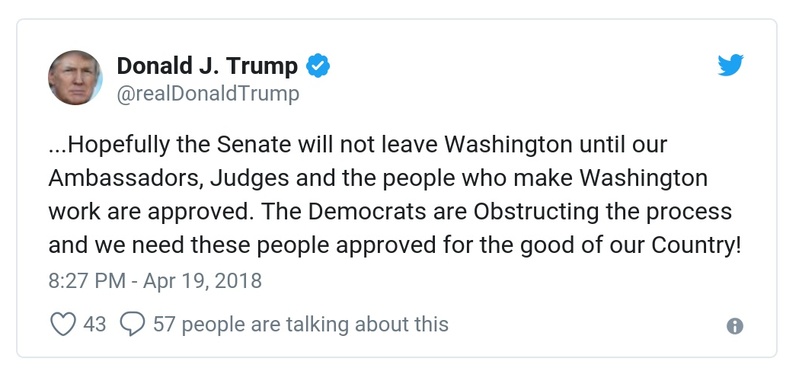 Donald J. Trump
@realDonaldTrump
...Hopefully the Senate will not leave Washington until our
Ambassadors, Judges and the people who make Washington
work are approved. The Democrats are Obstructing the process
and we need these people approved for the good of our Country!
8:27 PM - Apr 19, 2018
43 57 people are talking about this